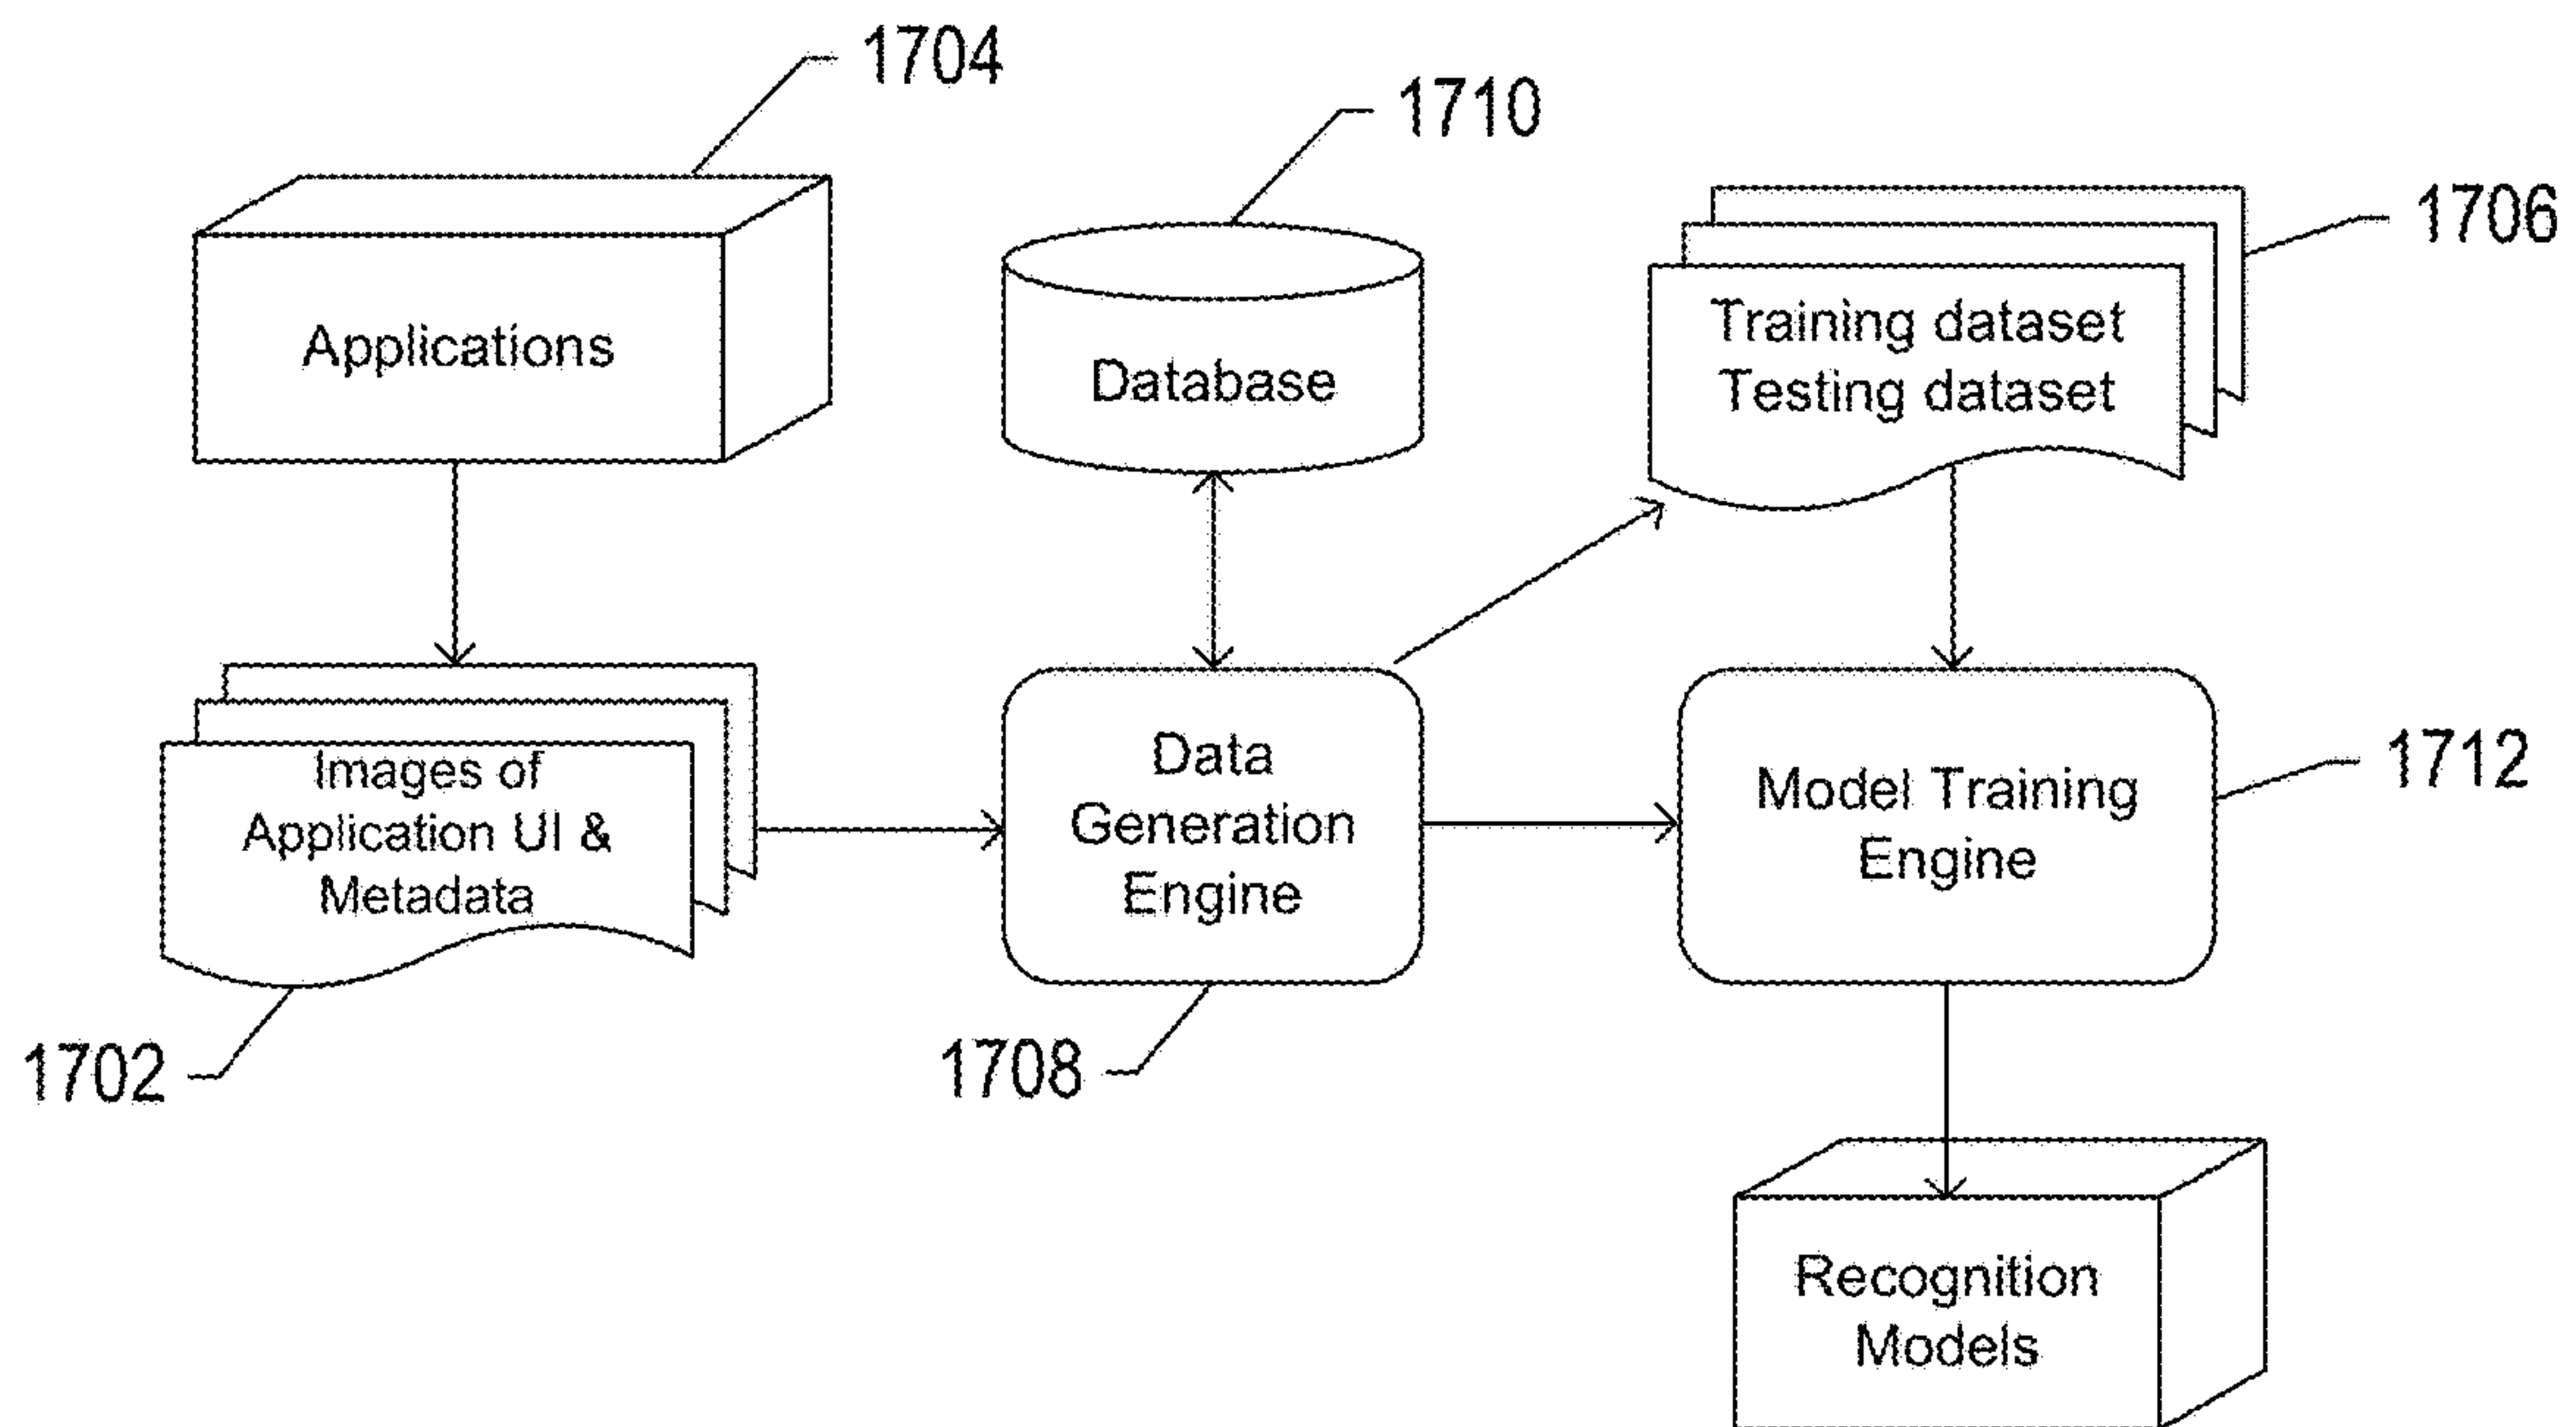 1704
1710
1706
Applications
Database
Training dataset
Testing dataset
Images of
Application UI &
Metadata
Data
Generation
Engine
Model Training
Engine
1712
1702
1708
Recognition
Models